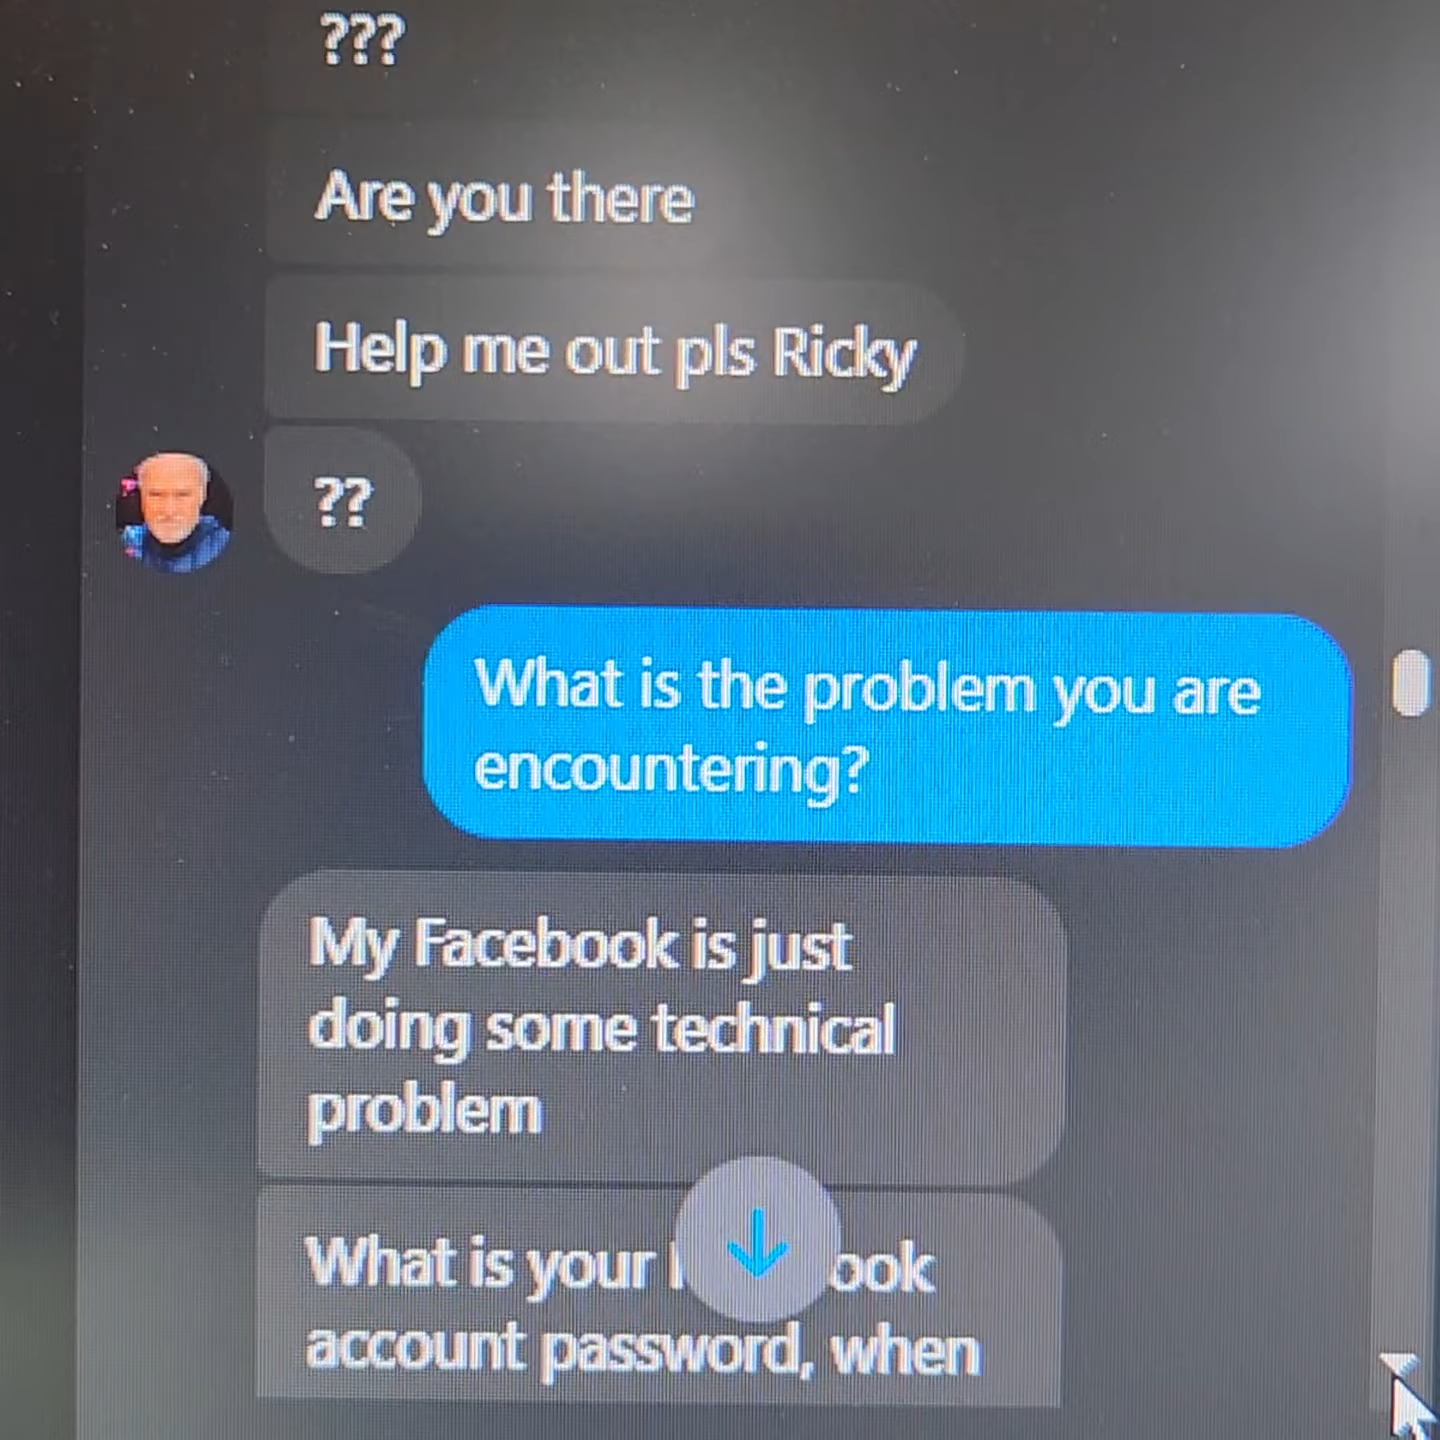 ???
Are you there
Help me out pls Ricky
??
What is the problem you are
encountering?
My Facebook is just
doing some technical
problem
What is your ook
account password, when